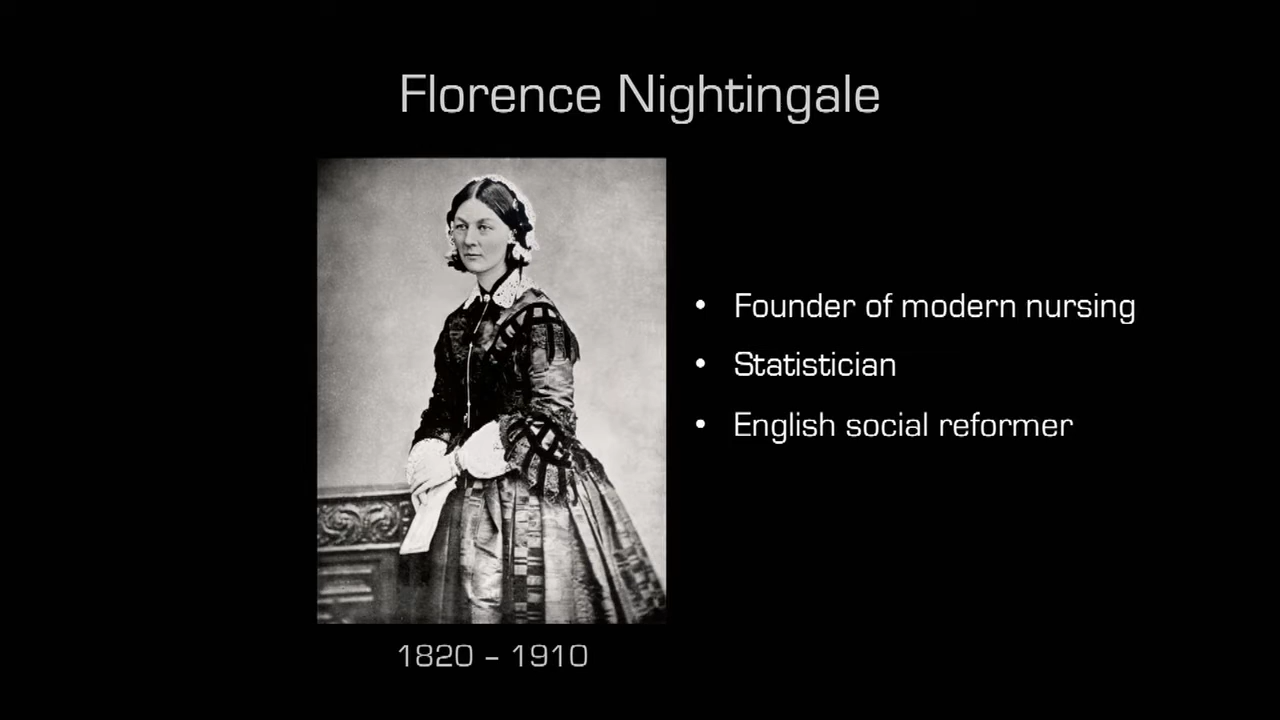 Florence Nightingale
• Founder of modern nursing
• Statistician
• English social reformer
1820 – 1910